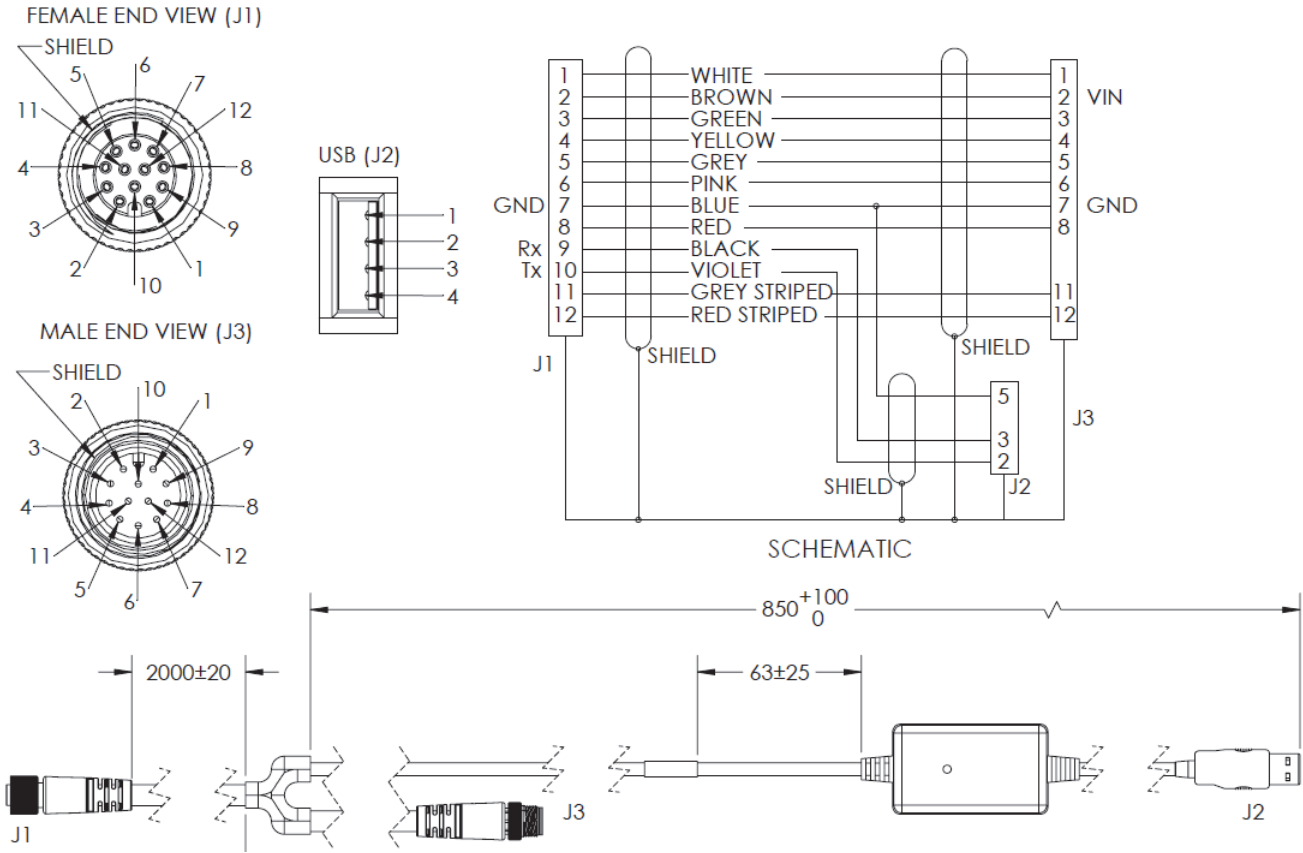 FEMALE END VIEW (J1)
SHIELD
6
5
7
11
12
4
8
3
9
2
1
10
USB (J2)
1
2
3
4
MALE END VIEW (J3)
SHIELD
10
2
1
3
9
4
8
11
12
5
7
6
1 WHITE 1
2 BROWN 2 VIN
3 GREEN 3
4 YELLOW 4
5 GREY 5
6 PINK 6
GND 7 BLUE 7 GND
8 RED 8
Rx 9 BLACK
Tx 10 VIOLET
11 GREY STRIPED 11
12 RED STRIPED 12
J1
SHIELD
SHIELD
J3
5
3
2
SHIELD
J2
SCHEMATIC
850 +100
0
2000±20
63±25
J1
J3
J2